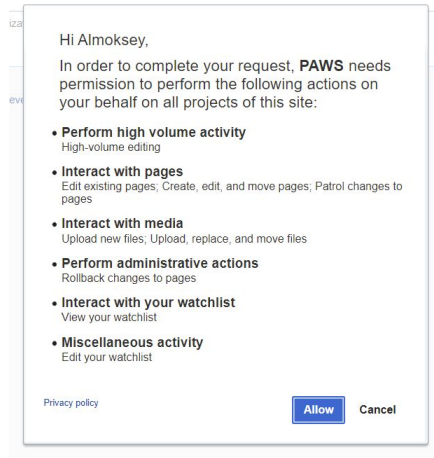 iza
Hi Almoksey,
In order to complete your request, PAWS needs
permission to perform the following actions on
your behalf on all projects of this site:
• Perform high volume activity
High-volume editing
• Interact with pages
eve
Edit existing pages; Create, edit, and move pages; Patrol changes to
pages
• Interact with media
Upload new files; Upload, replace, and move files
• Perform administrative actions
Rollback changes to pages
• Interact with your watchlist
View your watchlist
• Miscellaneous activity
Edit your watchlist
Privacy policy
Allow
Cancel